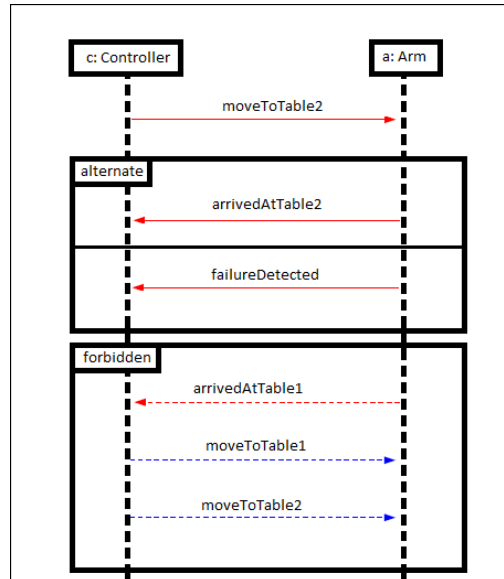 c: Controller
a: Arm
moveToTable2
alternate
arrivedAtTable2
failureDetected
forbidden
arrivedAtTable1
moveToTable1
moveToTable2